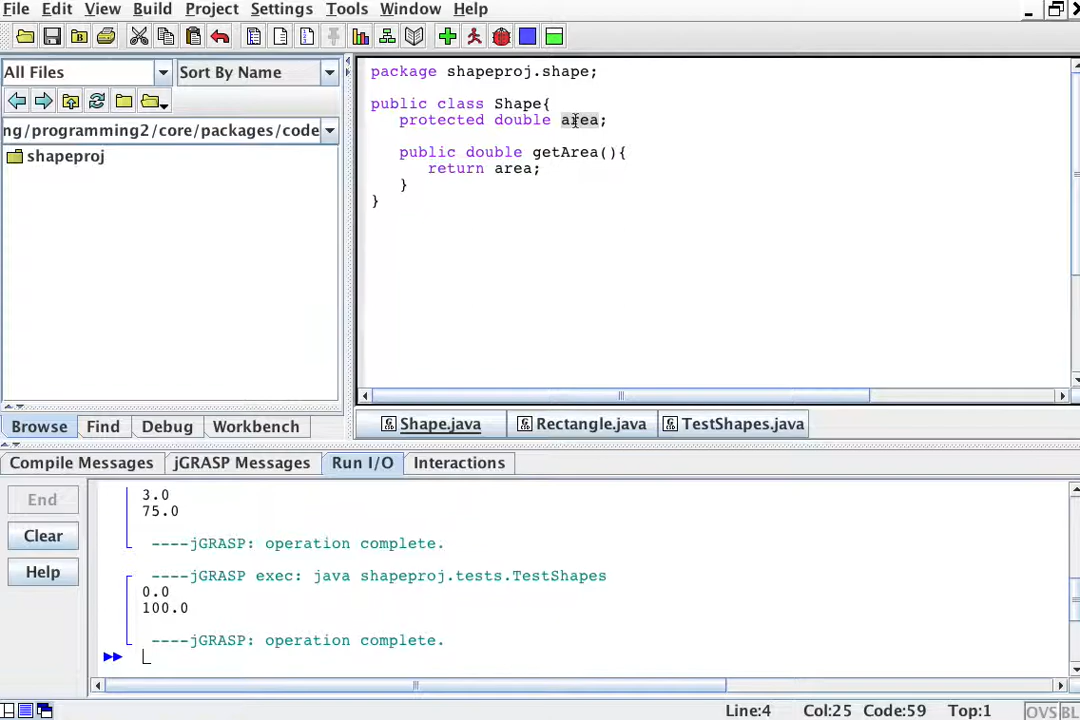 File Edit View Build Project Settings Tools Window Help
All Files Sort By Name
ng/programming2/core/packages/code
shapeproj
Browse Find Debug Workbench
package shapeproj.shape;
public class Shape{
protected double area;
public double getArea(){
return area;
}
}
Shape.java Rectangle.java TestShapes.java
Compile Messages jGRASP Messages Run I/O Interactions
End
Clear
Help
3.0
75.0
----jGRASP: operation complete.
----jGRASP exec: java shapeproj.tests.TestShapes
0.0
100.0
----jGRASP: operation complete.
Line:4 Col:25 Code:59 Top:1 OVS BL